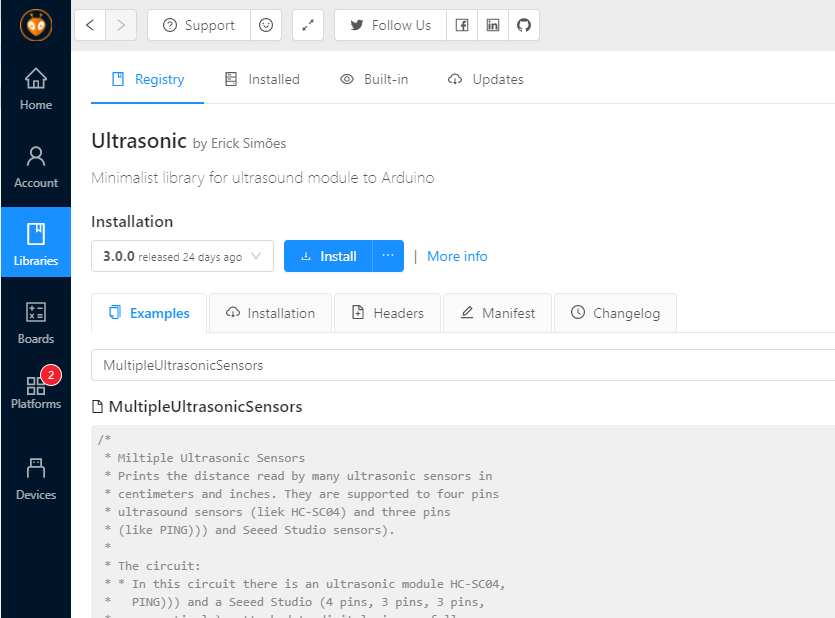 Support
Follow Us
Home
Account
Libraries
Boards
2
Platforms
Devices
Registry Installed Built-in Updates
Ultrasonic by Erick Simões
Minimalist library for ultrasound module to Arduino
Installation
3.0.0 released 24 days ago Install ... | More info
Examples Installation Headers Manifest Changelog
MultipleUltrasonicSensors
MultipleUltrasonicSensors
/*
* Miltiple Ultrasonic Sensors
* Prints the distance read by many ultrasonic sensors in
* centimeters and inches. They are supported to four pins
* ultrasound sensors (liek HC-SC04) and three pins
* (like PING))) and Seeed Studio sensors).
*
* The circuit:
* * In this circuit there is an ultrasonic module HC-SC04,
* PING))) and a Seeed Studio (4 pins, 3 pins, 3 pins,